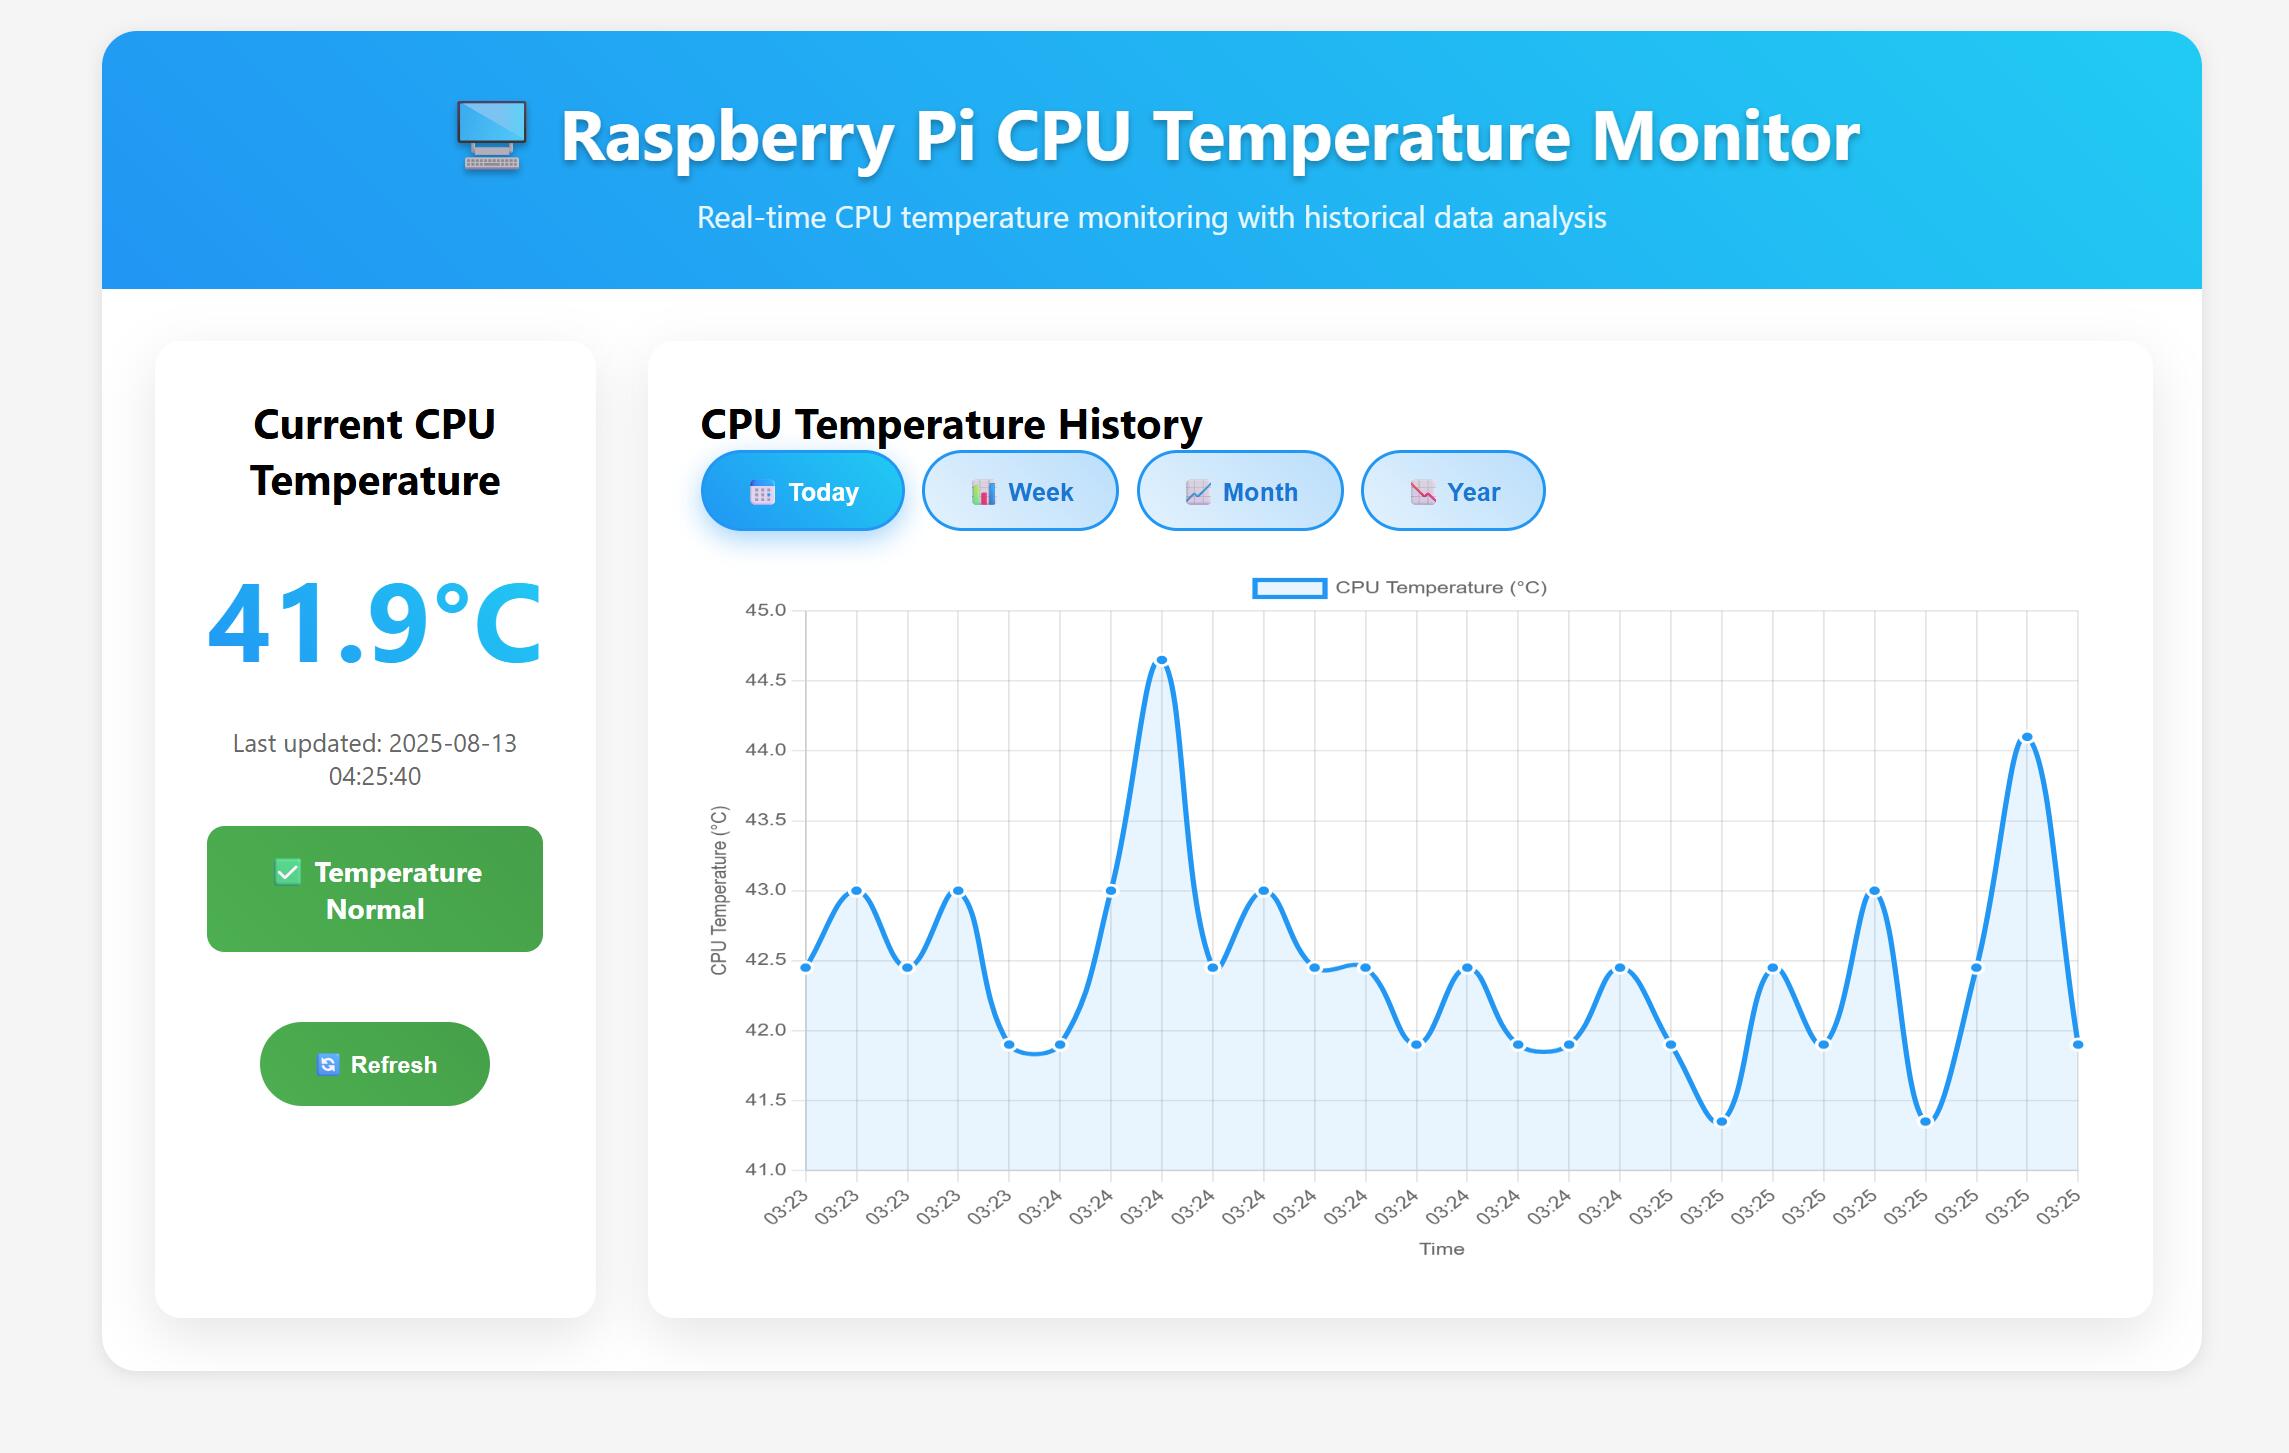 Raspberry Pi CPU Temperature Monitor
Real-time CPU temperature monitoring with historical data analysis
Current CPU
Temperature
41.9°C
Last updated: 2025-08-13
04:25:40
Temperature
Normal
Refresh
CPU Temperature History
Today Week Month Year
CPU Temperature (°C)
45.0
44.5
44.0
43.5
43.0
42.5
42.0
41.5
41.0
CPU Temperature (°C)
03:23 03:23 03:23 03:23 03:23 03:24 03:24 03:24 03:24 03:24 03:24 03:24 03:24 03:24 03:24 03:24 03:24 03:25 03:25 03:25 03:25 03:25 03:25 03:25 03:25 03:25
Time